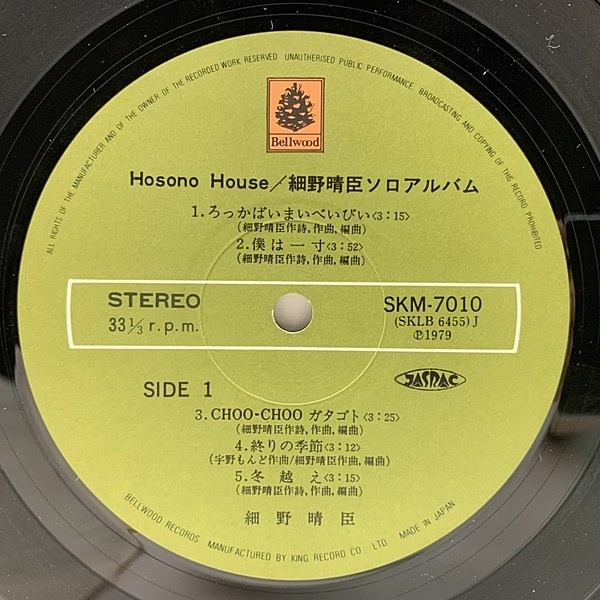 ALL RIGHTS OF THE MANUFACTURER AND OF THE OWNER OF THE RECORDED WORK RESERVED UNAUTHORISED PUBLIC PERFORMANCE BROADCASTING AND COPYING OF THIS RECORD PROHIBITED
Bellwood
Hosono House／細野晴臣ソロアルバム
1.ろっかばいまいべいびい〈3:15〉
(細野晴臣作詩,作曲,編曲)
2.僕は一寸〈3:52〉
(細野晴臣作詩,作曲,編曲)
STEREO
33 1/3 r.p.m.
SKM-7010
(SKLB 6455)J
Ⓟ1979
SIDE 1
JASRAC
3.CHOO-CHOO ガタゴト〈3:25〉
(細野晴臣作詩,作曲,編曲)
4.終りの季節〈3:12〉
(宇野もんど作曲/細野晴臣作曲,編曲)
5.冬越え〈3:15〉
(細野晴臣作詩,作曲,編曲)
細野晴臣
BELLWOOD RECORDS MANUFACTURED BY KING RECORD CO. LTD. MADE IN JAPAN